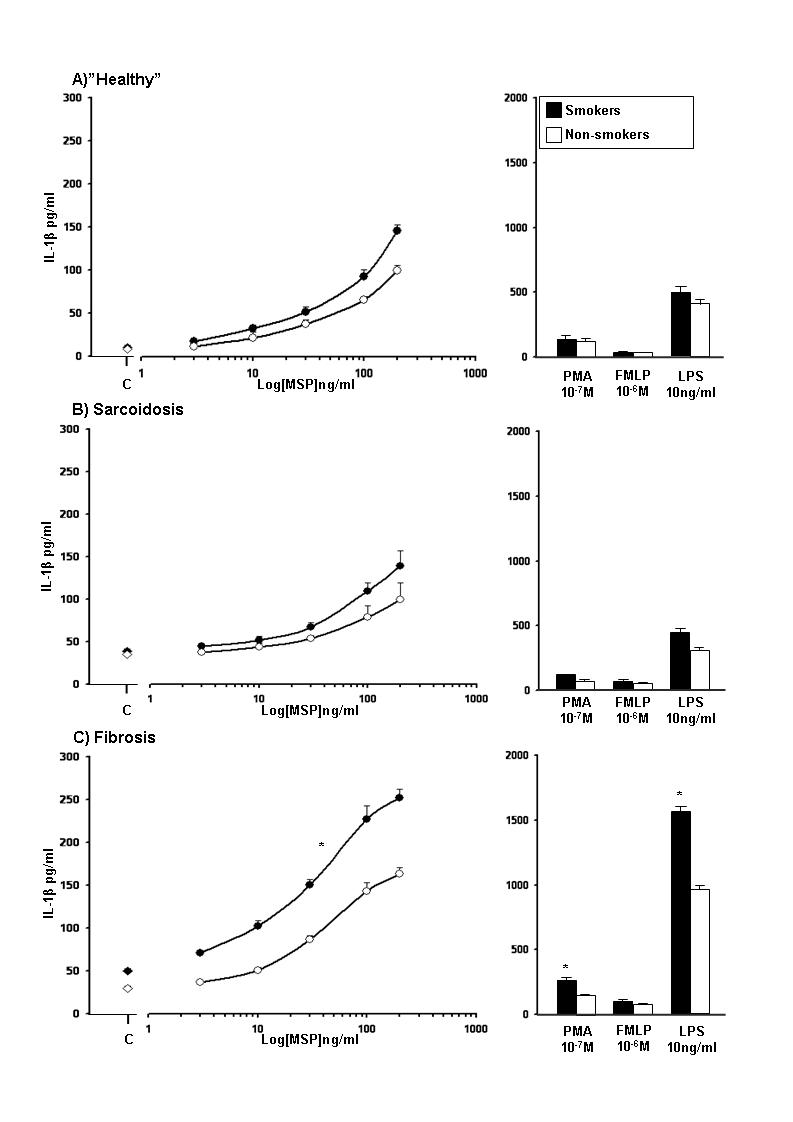 A)”Healthy”
300
250
200
150
100
50
0
IL-1β pg/ml
C
1
10
100
1000
Log[MSP]ng/ml
2000
1500
1000
500
0
Smokers
Non-smokers
PMA FMLP LPS
10-7M 10-6M 10ng/ml
B) Sarcoidosis
300
250
200
150
100
50
0
IL-1β pg/ml
C
1
10
100
1000
Log[MSP]ng/ml
2000
1500
1000
500
0
PMA FMLP LPS
10-7M 10-6M 10ng/ml
C) Fibrosis
300
250
200
150
100
50
0
IL-1β pg/ml
*
C
1
10
100
1000
Log[MSP]ng/ml
2000
1500
1000
500
0
*
*
PMA FMLP LPS
10-7M 10-6M 10ng/ml